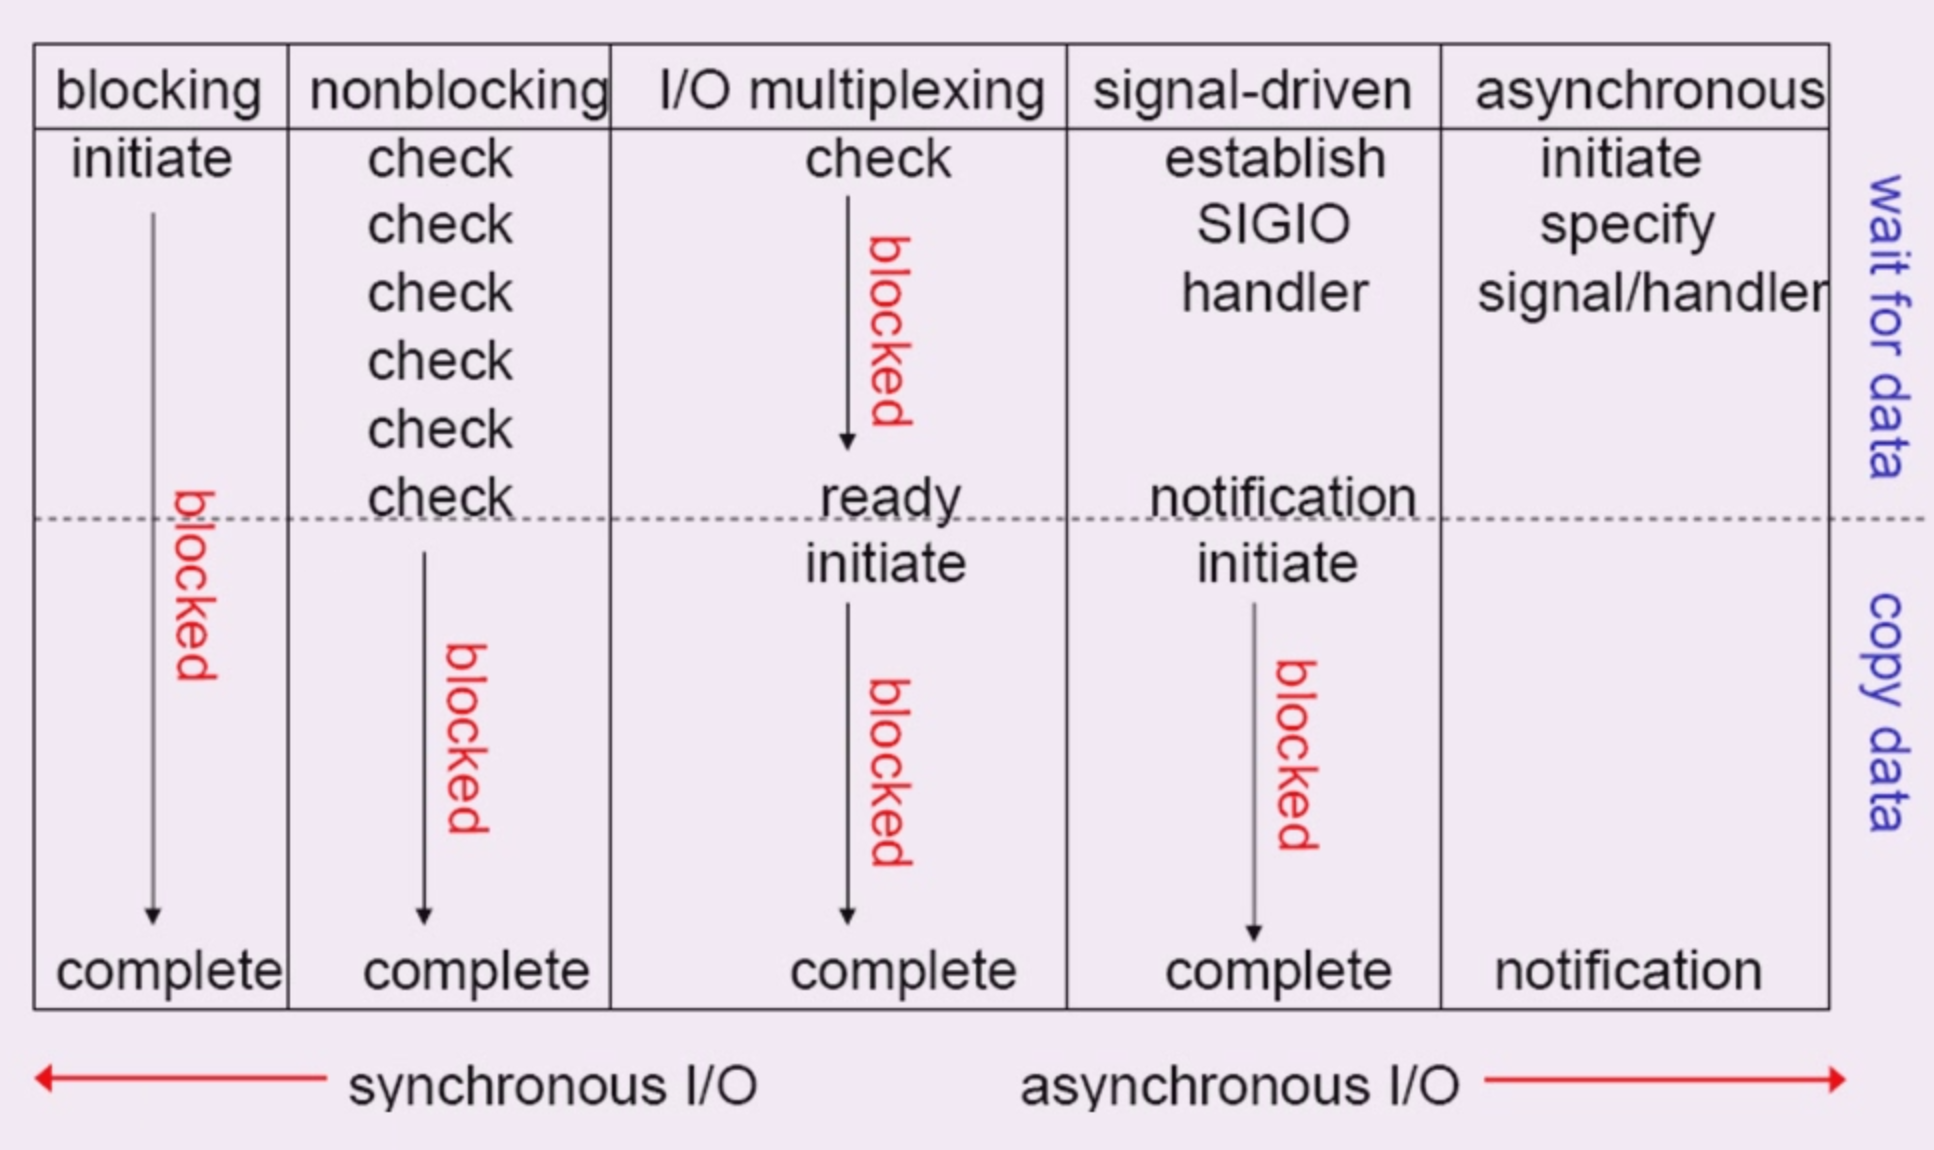 blocking nonblocking I/O multiplexing signal-driven asynchronous
initiate check check establish initiate
check SIGIO specify
check handler signal/handler
check
check
check ready notification
initiate initiate
blocked
blocked
blocked
blocked
blocked
complete complete complete complete notification
wait for data
copy data
synchronous I/O asynchronous I/O